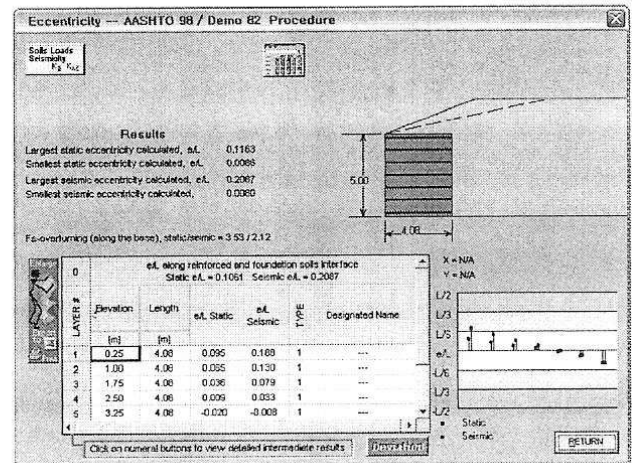 Eccentricity -- AASHTO 98 / Demo 82 Procedure
Soils Loads
Seismicity
Results
Largest static eccentricity calculated, e/L 0.1163
Smallest static eccentricity calculated, e/L 0.0086
Largest seismic eccentricity calculated, e/L 0.2087
Smallest seismic eccentricity calculated, 0.0080
Fs-overturning (along the base), static/seismic = 3.53 / 2.12
5.00
4.08
0
e/L along reinforced and foundation soils interface
Static e/L = 0.1061 Seismic e/L = 0.2087
LAYER # Elevation [m] Length [m] e/L Static e/L Seismic TYPE Designated Name
1 0.25 4.08 0.095 0.188 1 ---
2 1.00 4.08 0.065 0.130 1 ---
3 1.75 4.08 0.036 0.079 1 ---
4 2.50 4.08 0.009 0.033 1 ---
5 3.25 4.08 -0.020 -0.008 1 ---
Click on numeral buttons to view detailed intermediate results
X = N/A
Y = N/A
L/2
L/3
L/6
e/L
-L/6
-L/3
-L/2
Static
Seismic
RETURN